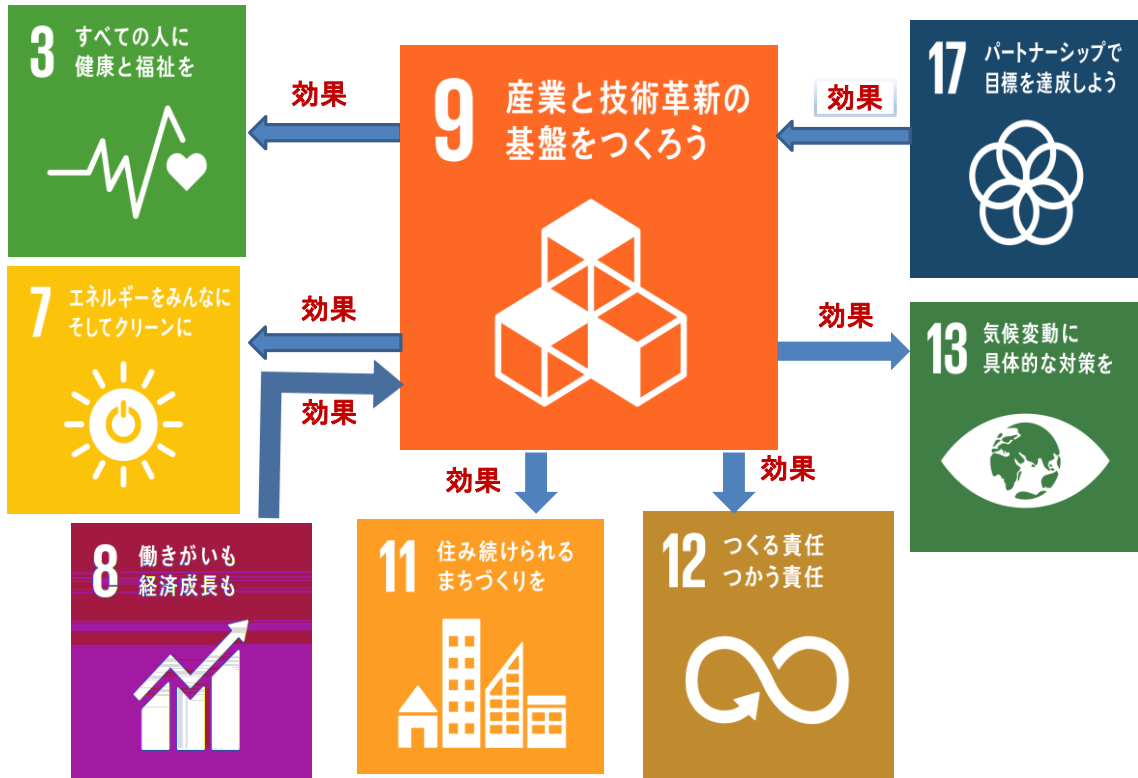 3
すべての人に
健康と福祉を
効果
9
産業と技術革新の
基盤をつくろう
効果
17
パートナーシップで
目標を達成しよう
7
エネルギーをみんなに
そしてクリーンに
効果
効果
効果
13
気候変動に
具体的な対策を
効果
効果
8
働きがいも
経済成長も
11
住み続けられる
まちづくりを
12
つくる責任
つかう責任